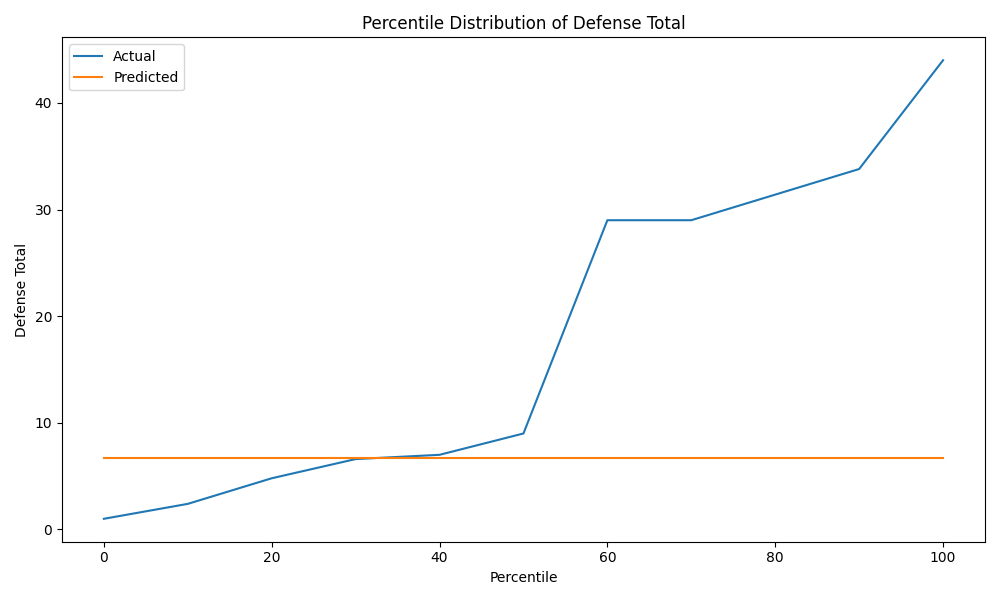 Percentile Distribution of Defense Total
Actual
Predicted
Defense Total
40
30
20
10
0
0 20 40 60 80 100
Percentile